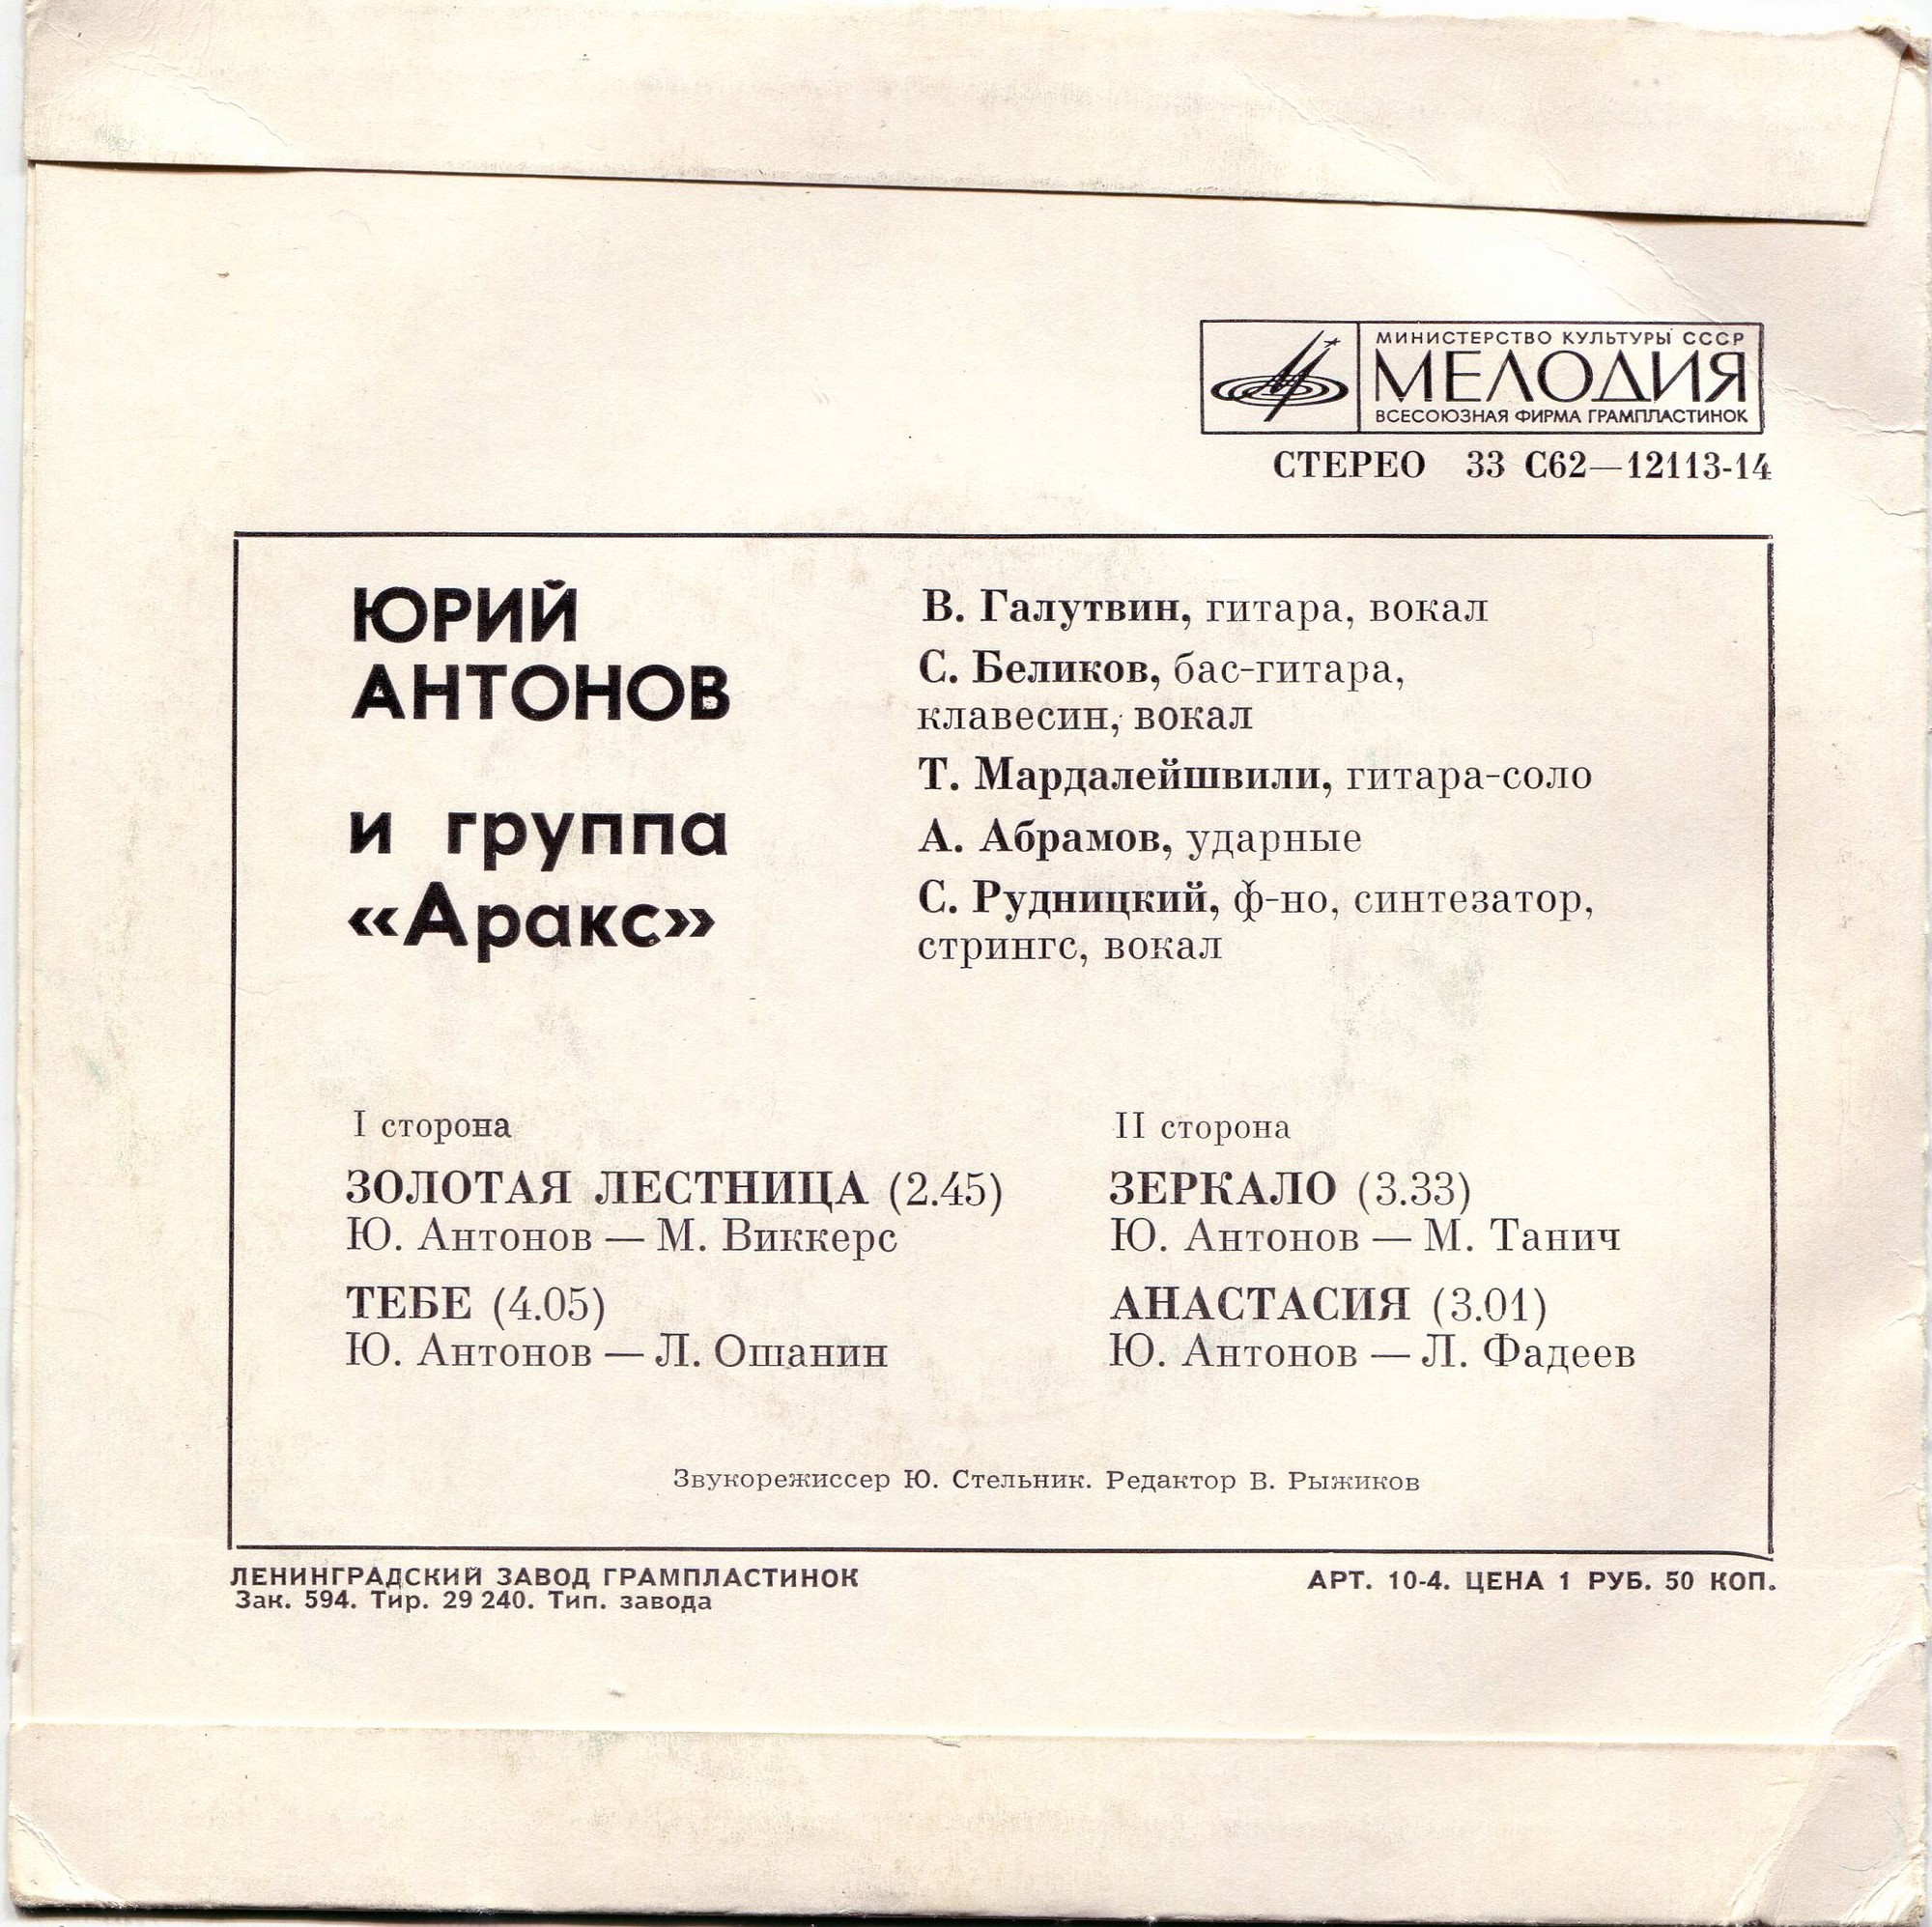 МИНИСТЕРСТВО КУЛЬТУРЫ СССР
МЕЛОДИЯ
ВСЕСОЮЗНАЯ ФИРМА ГРАМПЛАСТИНОК
СТЕРЕО 33 С62—12113-14
ЮРИЙ
АНТОНОВ
и группа
«Аракс»
В. Галутвин, гитара, вокал
С. Беликов, бас-гитара,
клавесин, вокал
Т. Мардалейшвили, гитара-соло
А. Абрамов, ударные
С. Рудницкий, ф-но, синтезатор,
стрингс, вокал
I сторона
ЗОЛОТАЯ ЛЕСТНИЦА (2.45)
Ю. Антонов — М. Виккерс
ТЕБЕ (4.05)
Ю. Антонов — Л. Ошанин
II сторона
ЗЕРКАЛО (3.33)
Ю. Антонов — М. Танич
АНАСТАСИЯ (3.01)
Ю. Антонов — Л. Фадеев
Звукорежиссер Ю. Стельник. Редактор В. Рыжиков
ЛЕНИНГРАДСКИЙ ЗАВОД ГРАМПЛАСТИНОК
Зак. 594. Тир. 29 240. Тип. завода
АРТ. 10-4. ЦЕНА 1 РУБ. 50 КОП.